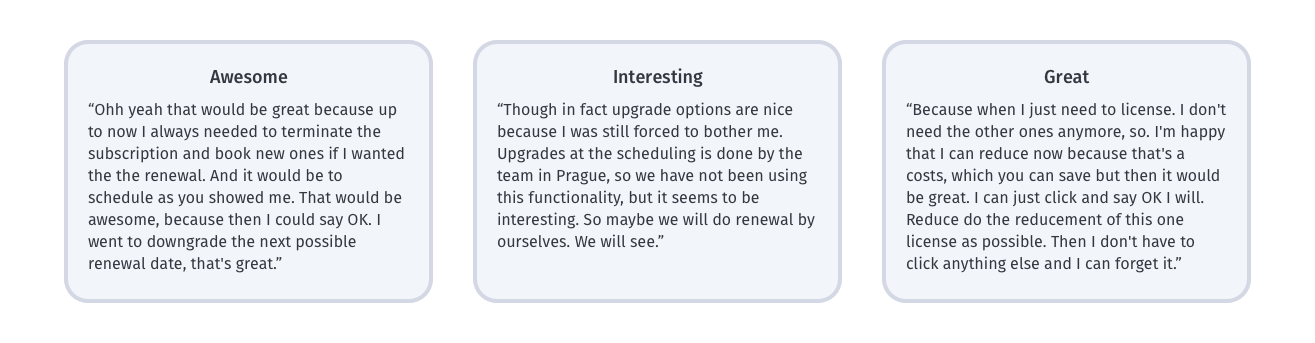 Awesome
“Ohh yeah that would be great because up
to now I always needed to terminate the
subscription and book new ones if I wanted
the the renewal. And it would be to
schedule as you showed me. That would be
awesome, because then I could say OK. I
went to downgrade the next possible
renewal date, that's great.”
Interesting
“Though in fact upgrade options are nice
because I was still forced to bother me.
Upgrades at the scheduling is done by the
team in Prague, so we have not been using
this functionality, but it seems to be
interesting. So maybe we will do renewal by
ourselves. We will see.”
Great
“Because when I just need to license. I don't
need the other ones anymore, so. I'm happy
that I can reduce now because that's a
costs, which you can save but then it would
be great. I can just click and say OK I will.
Reduce do the reducement of this one
license as possible. Then I don't have to
click anything else and I can forget it.”